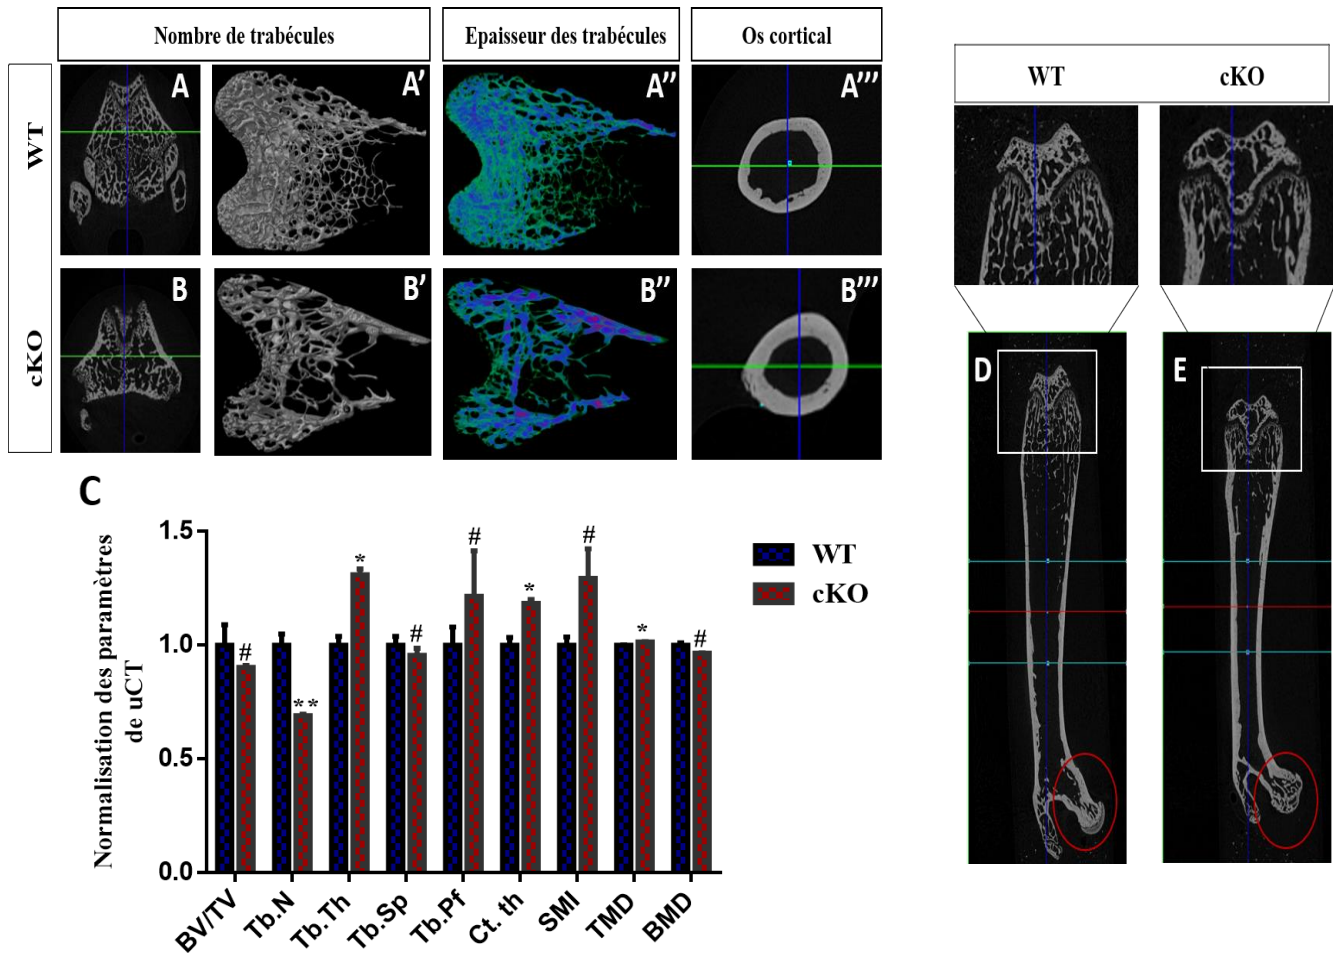 Nombre de trabécules
Epaisseur des trabécules
Os cortical
WT
A
A’
A’’
A’’’
cKO
B
B’
B’’
B’’’
C
Normalisation des paramètres
de uCT
1.5
1.0
0.5
0.0
#
**
*
#
#
*
#
*
#
BV/TV
Tb.N
Tb.Th
Tb.Sp
Tb.Pf
Ct. th
SMI
TMD
BMD
WT
cKO
WT
cKO
D
E